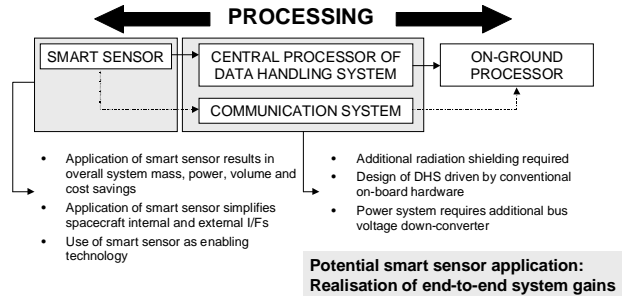 PROCESSING
SMART SENSOR
CENTRAL PROCESSOR OF
DATA HANDLING SYSTEM
ON-GROUND
PROCESSOR
COMMUNICATION SYSTEM
• Application of smart sensor results in
overall system mass, power, volume and
cost savings
• Application of smart sensor simplifies
spacecraft internal and external I/Fs
• Use of smart sensor as enabling
technology
• Additional radiation shielding required
• Design of DHS driven by conventional
on-board hardware
• Power system requires additional bus
voltage down-converter
Potential smart sensor application:
Realisation of end-to-end system gains